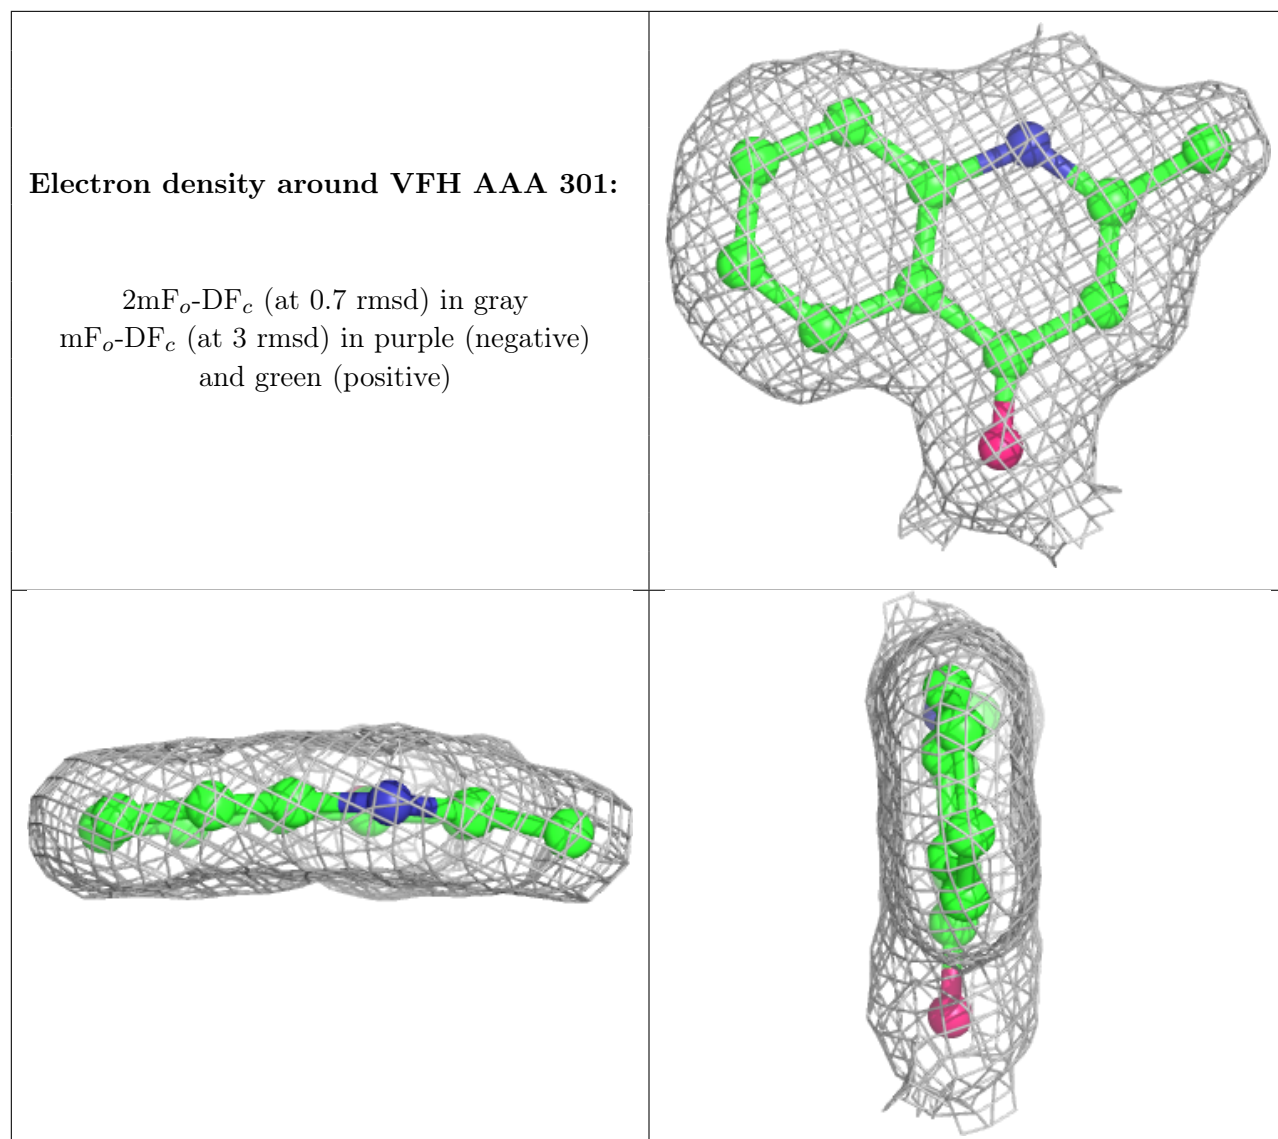 Electron density around VFH AAA 301:
2mFo-DFc (at 0.7 rmsd) in gray
mFo-DFc (at 3 rmsd) in purple (negative)
and green (positive)